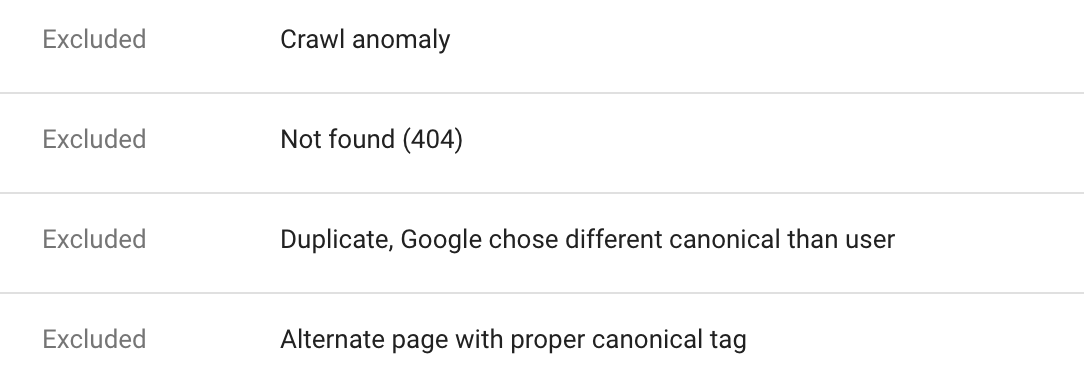 Excluded Crawl anomaly
Excluded Not found (404)
Excluded Duplicate, Google chose different canonical than user
Excluded Alternate page with proper canonical tag